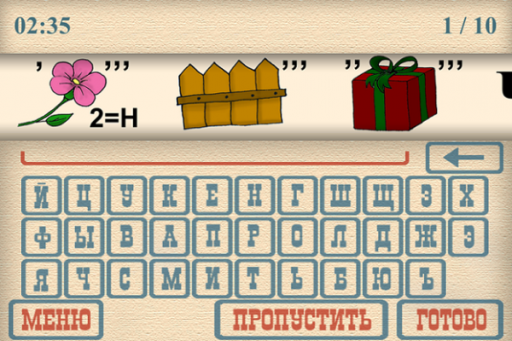 02:35 1 / 10
, ,,, ,,, ,, ,,,
2=Н
Й Ц У К Е Н Г Ш Щ З Х
Ф Ы В А П Р О Л Д Ж Э
Я Ч С М И Т Ь Б Ю Ъ
МЕНЮ ПРОПУСТИТЬ ГОТОВО